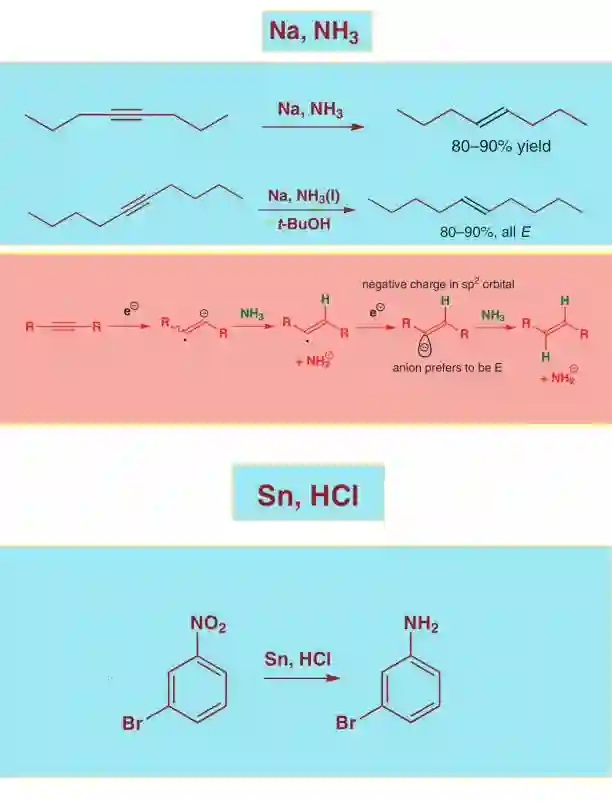 Na, NH₃
Na, NH₃
80–90% yield
Na, NH₃(l)
t-BuOH
80–90%, all E
negative charge in sp² orbital
R R e⊖ R ⊖ R NH₃ R H R e⊖ R H R NH₃ R H R
⊖
H
+ NH₂⊖
anion prefers to be E
+ NH₂⊖
Sn, HCl
NO₂
NH₂
Sn, HCl
Br
Br